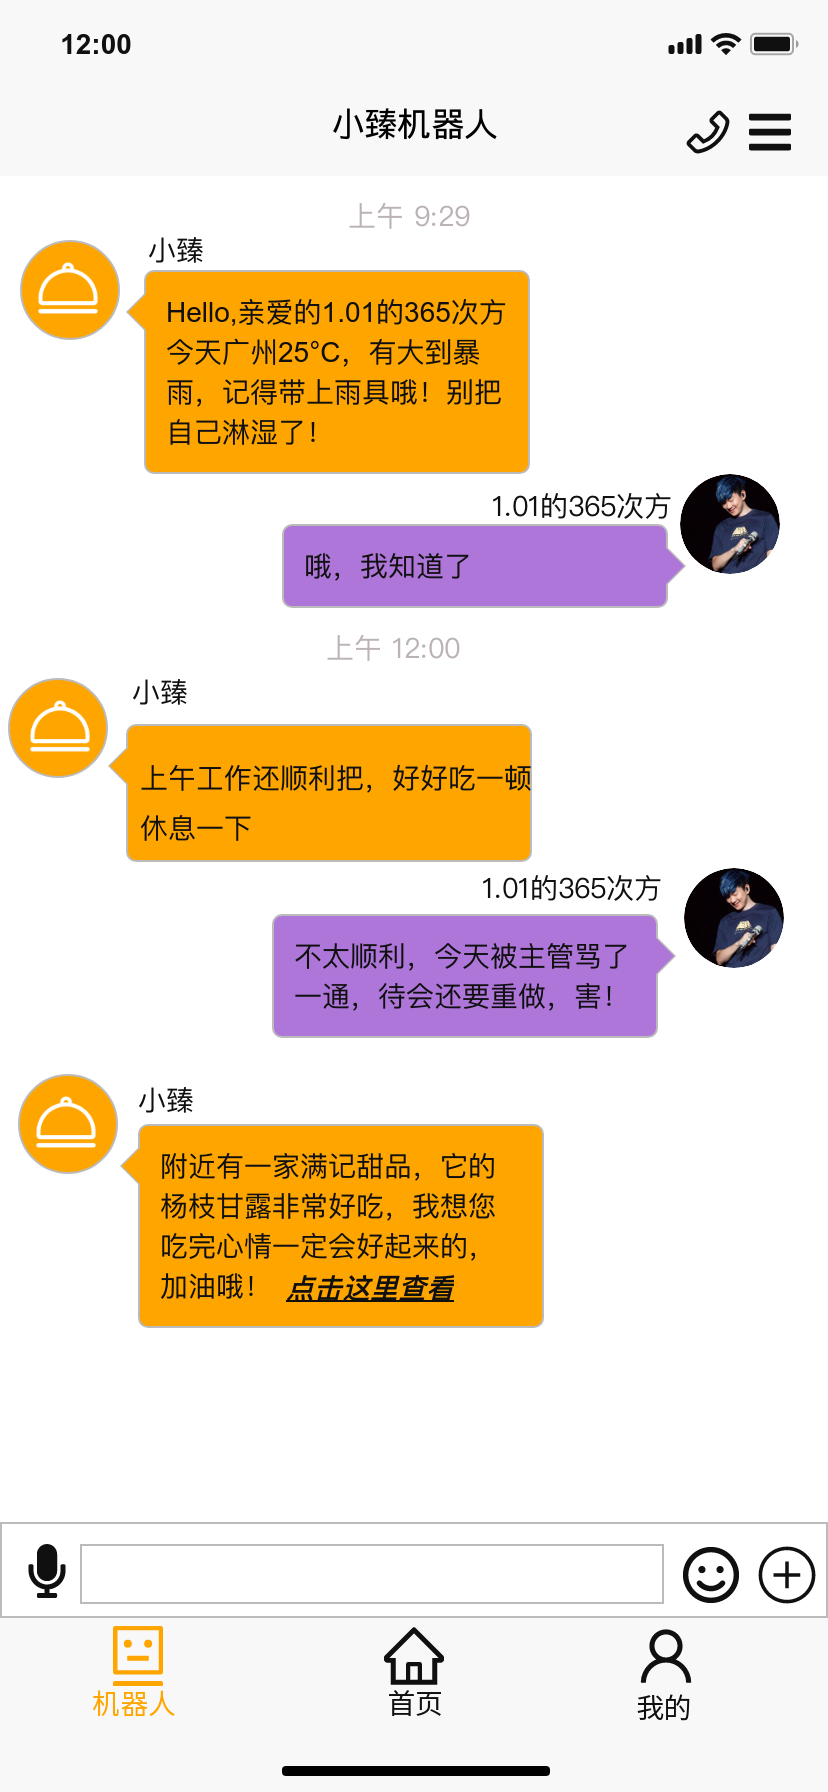 12:00
小臻机器人
上午 9:29
小臻
Hello,亲爱的1.01的365次方
今天广州25°C，有大到暴
雨，记得带上雨具哦！别把
自己淋湿了！
1.01的365次方
哦，我知道了
上午 12:00
小臻
上午工作还顺利把，好好吃一顿
休息一下
1.01的365次方
不太顺利，今天被主管骂了
一通，待会还要重做，害！
小臻
附近有一家满记甜品，它的
杨枝甘露非常好吃，我想您
吃完心情一定会好起来的，
加油哦！ 点击这里查看
机器人 首页 我的